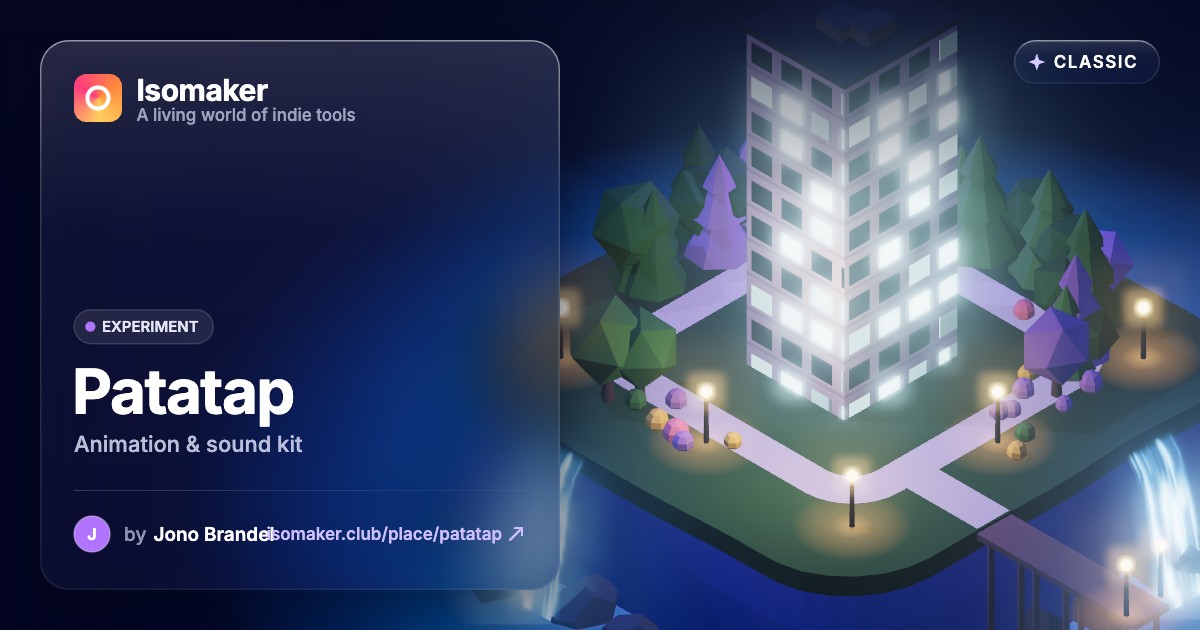 Isomaker
A living world of indie tools
CLASSIC
EXPERIMENT
Patatap
Animation & sound kit
J
by Jono Brandel
isomaker.club/place/patatap ↗